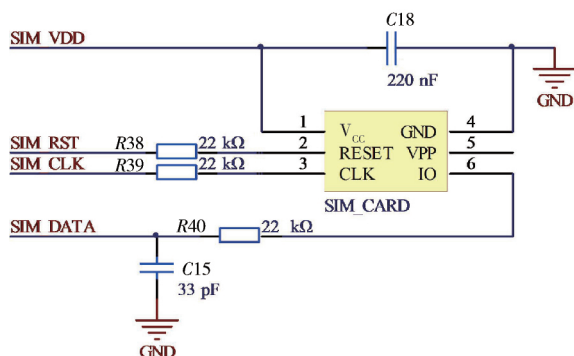 SIM VDD
C18
220 nF
GND
1
VCC
GND
4
SIM RST
R38
22 kΩ
2
RESET
VPP
5
SIM CLK
R39
22 kΩ
3
CLK
IO
6
SIM_CARD
SIM DATA
R40
22 kΩ
C15
33 pF
GND